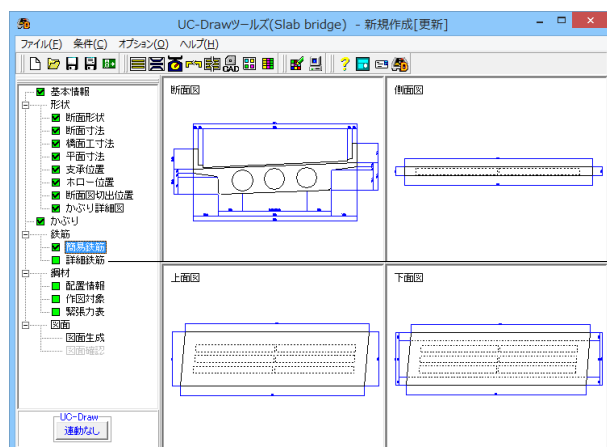 UC-Drawツールズ(Slab bridge) - 新規作成[更新]
ファイル(F) 条件(C) オプション(O) ヘルプ(H)
基本情報
形状
断面形状
断面寸法
橋面工寸法
平面寸法
支承位置
ホロー位置
断面図切出位置
かぶり詳細図
かぶり
鉄筋
簡易鉄筋
詳細鉄筋
鋼材
配置情報
作図対象
緊張力表
図面
図面生成
図面確認
UC-Draw
連動なし
断面図
側面図
上面図
下面図